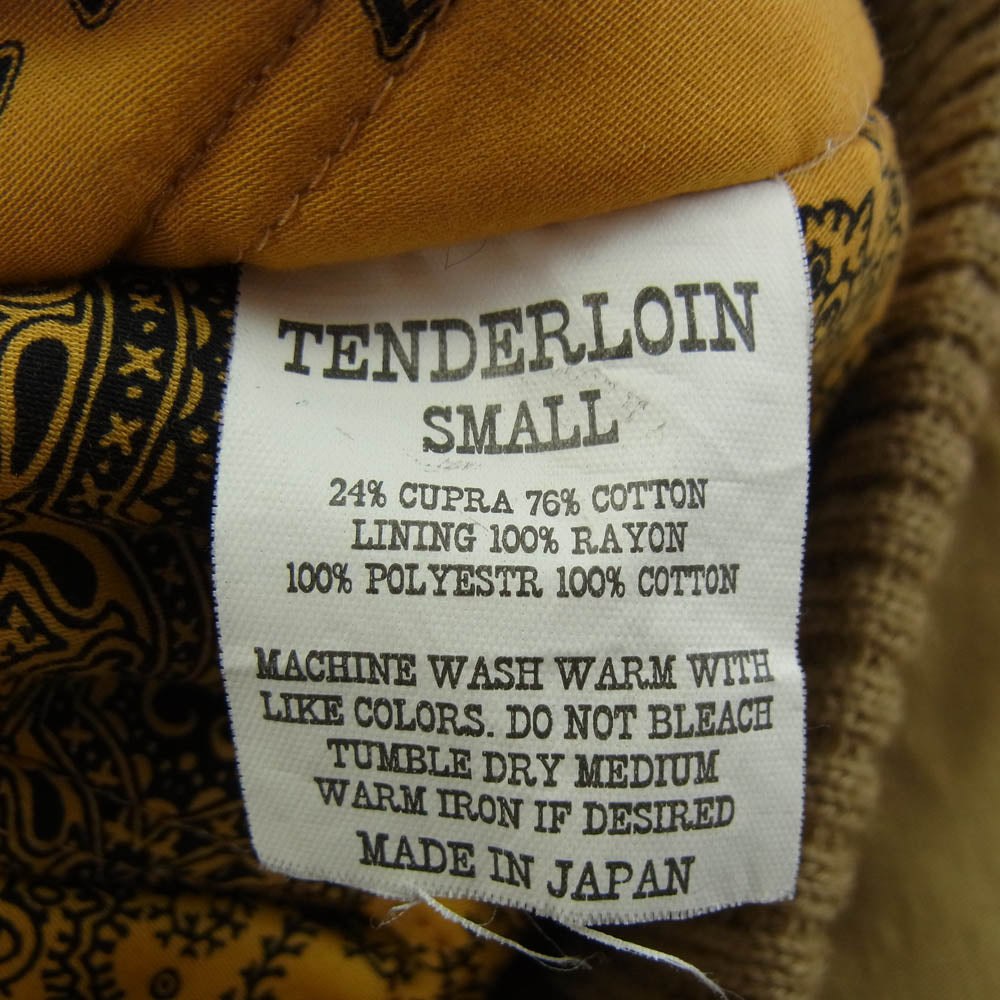 TENDERLOIN
SMALL
24% CUPRA 76% COTTON
LINING 100% RAYON
100% POLYESTR 100% COTTON
MACHINE WASH WARM WITH
LIKE COLORS. DO NOT BLEACH
TUMBLE DRY MEDIUM
WARM IRON IF DESIRED
MADE IN JAPAN